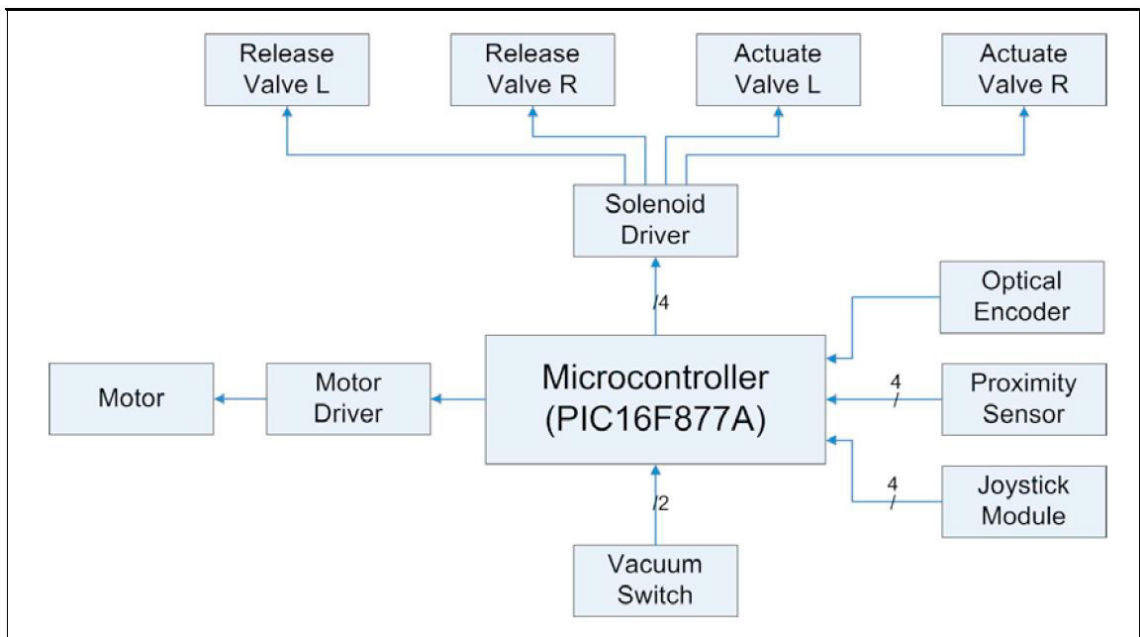 Release
Valve L
Release
Valve R
Actuate
Valve L
Actuate
Valve R
Solenoid
Driver
/4
Optical
Encoder
Microcontroller
(PIC16F877A)
Motor
Driver
Motor
4
/
Proximity
Sensor
4
/
Joystick
Module
/2
Vacuum
Switch